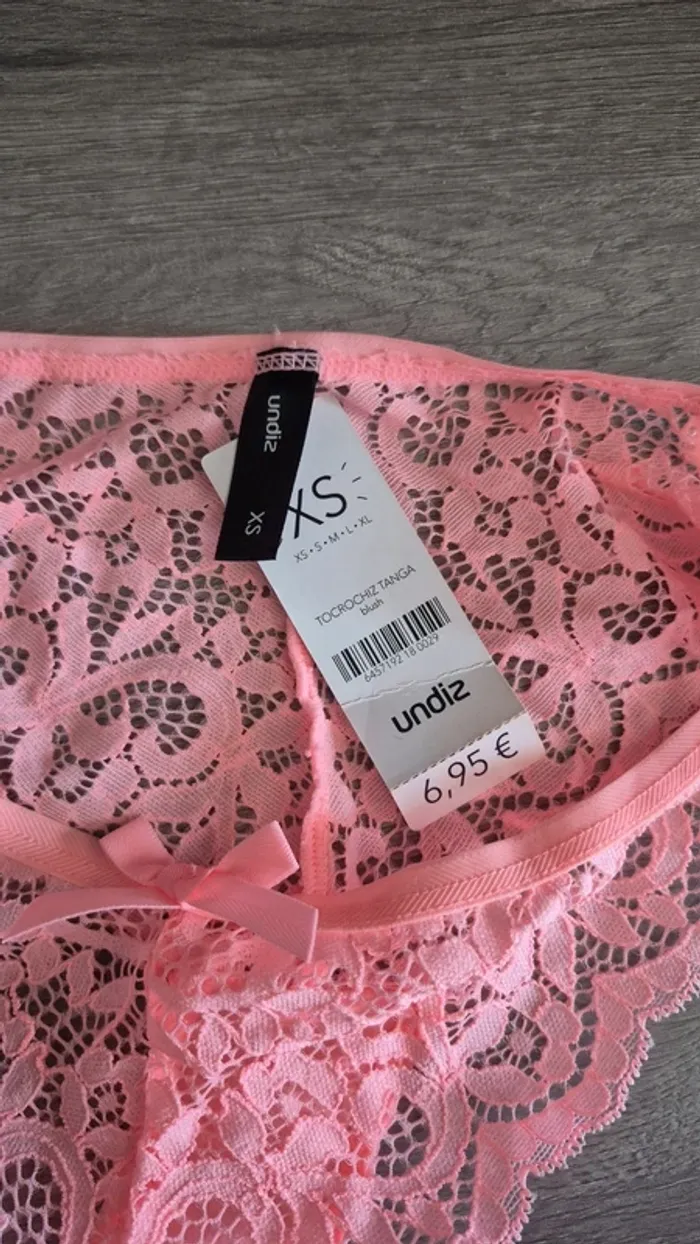 undiz
XS
XS
XS • S • M • L • XL
TOCROCHIZ TANGA
blush
6457192 18 0029
undiz
6,95 €